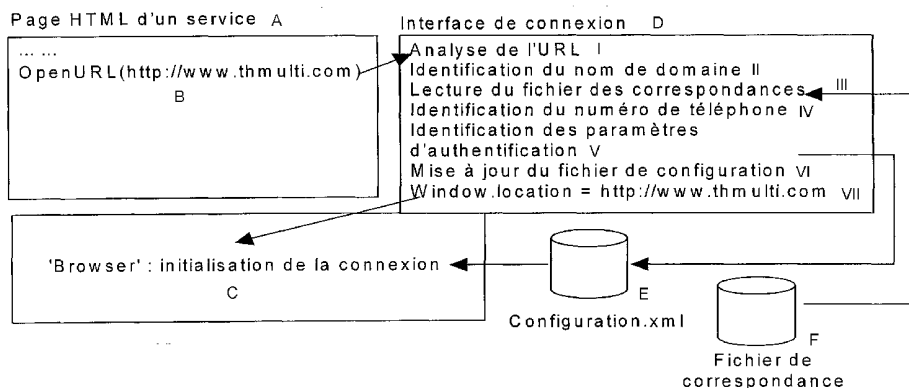 Page HTML d'un service A
... ...
OpenURL(http://www.thmulti.com)
B
Interface de connexion D
Analyse de l'URL I
Identification du nom de domaine II
Lecture du fichier des correspondances III
Identification du numéro de téléphone IV
Identification des paramètres
d'authentification V
Mise à jour du fichier de configuration VI
Window.location = http://www.thmulti.com VII
'Browser' : initialisation de la connexion
C
E
Configuration.xml
F
Fichier de
correspondance